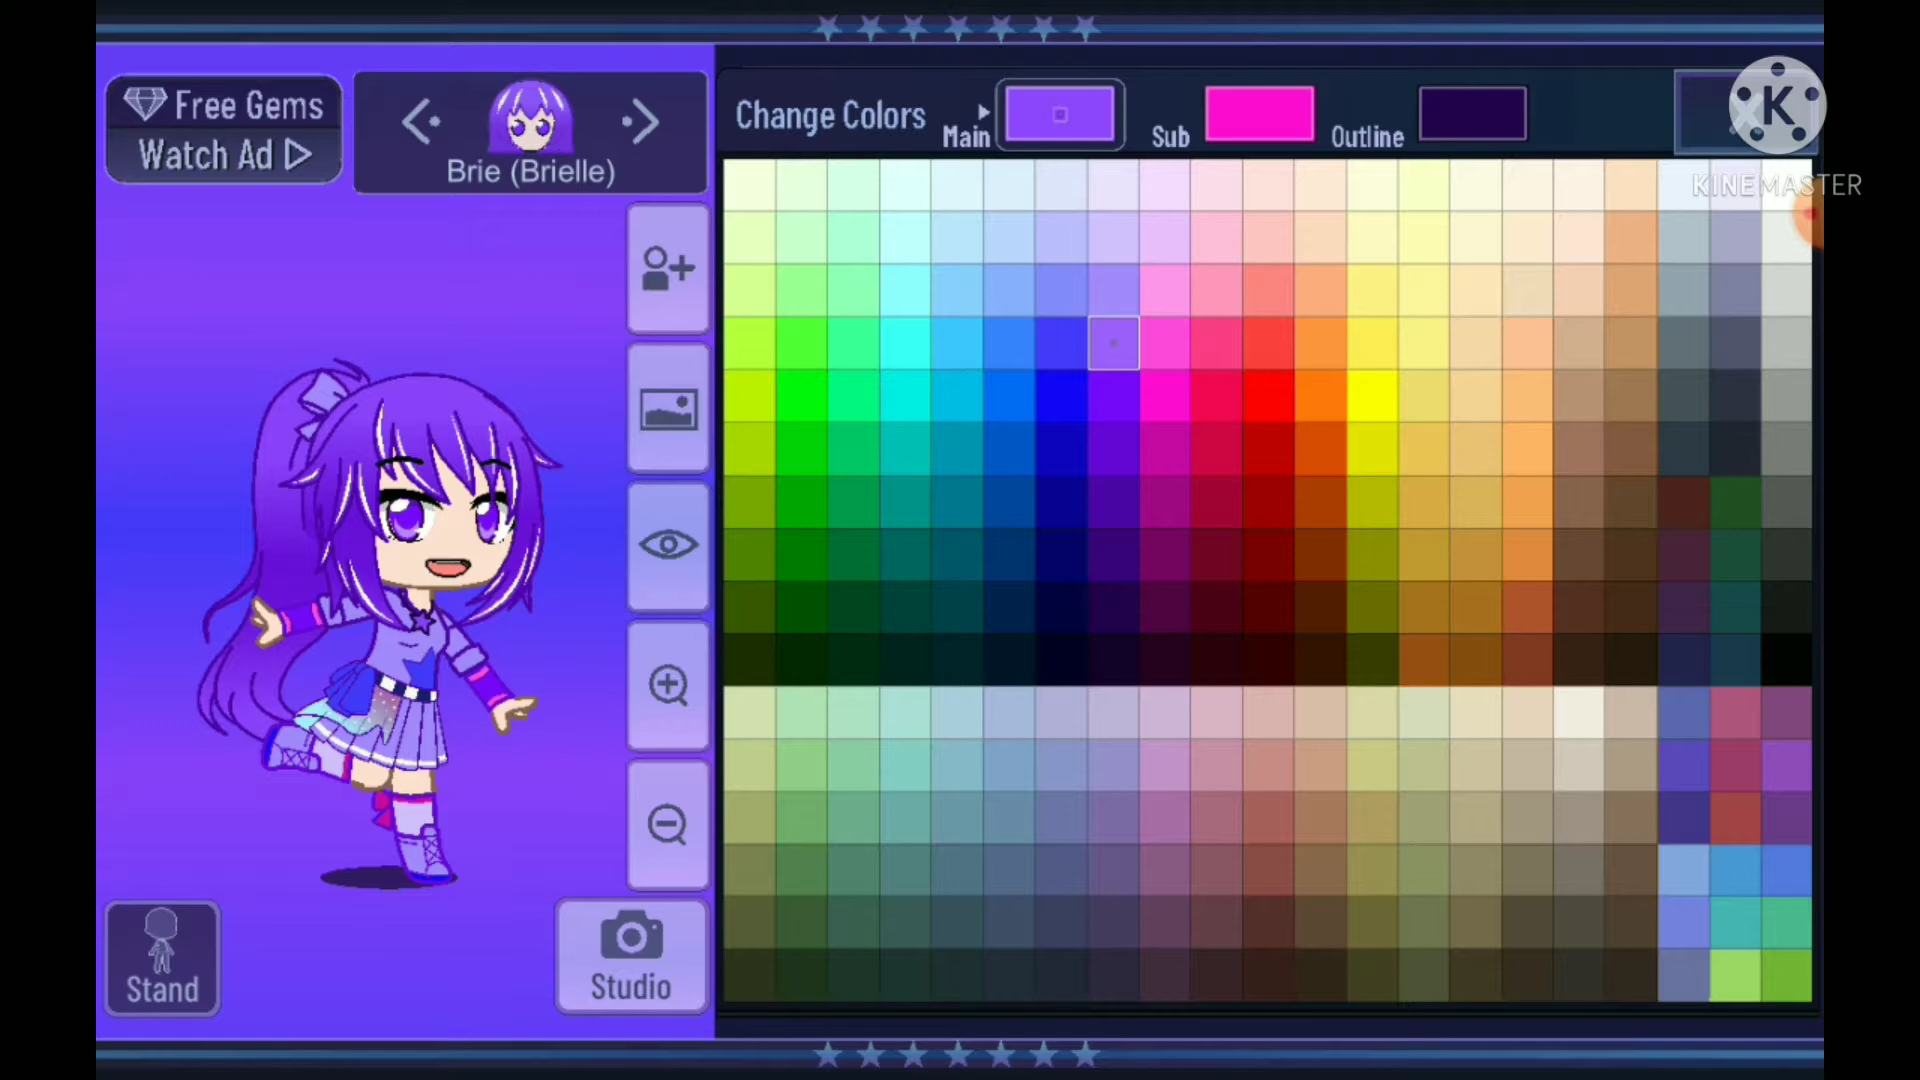 Free Gems
Watch Ad
Brie (Brielle)
Change Colors
Main
Sub
Outline
K
KINEMASTER
Stand
Studio